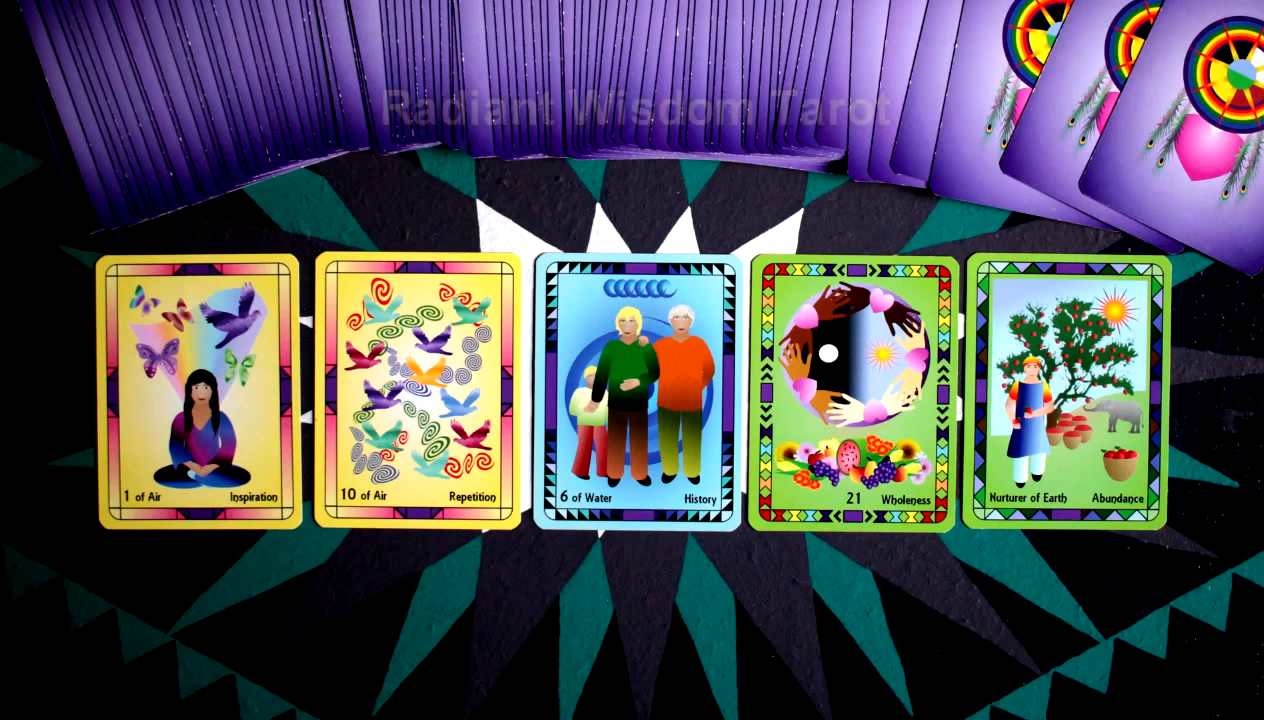 Radiant Wisdom Tarot
1 of Air Inspiration
10 of Air Repetition
6 of Water History
21 Wholeness
Nurturer of Earth Abundance